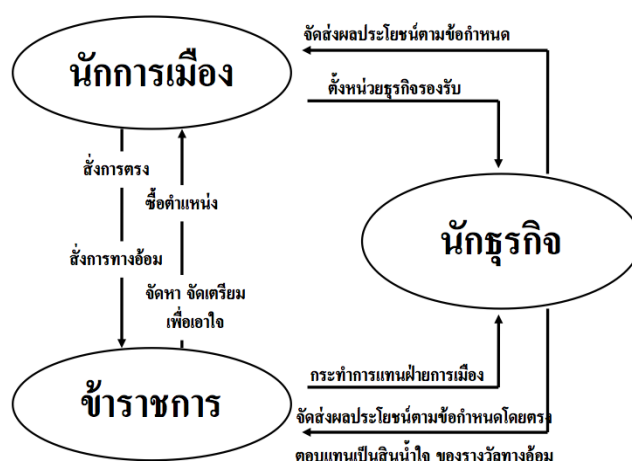 จัดส่งผลประโยชน์ตามข้อกำหนด
นักการเมือง
ตั้งหน่วยธุรกิจรองรับ
สั่งการตรง
ซื้อตำแหน่ง
นักธุรกิจ
สั่งการทางอ้อม
จัดหา จัดเตรียม
เพื่อเอาใจ
กระทำการแทนฝ่ายการเมือง
ข้าราชการ
จัดส่งผลประโยชน์ตามข้อกำหนดโดยตรง
ตอบแทนเป็นสินน้ำใจ ของรางวัลทางอ้อม